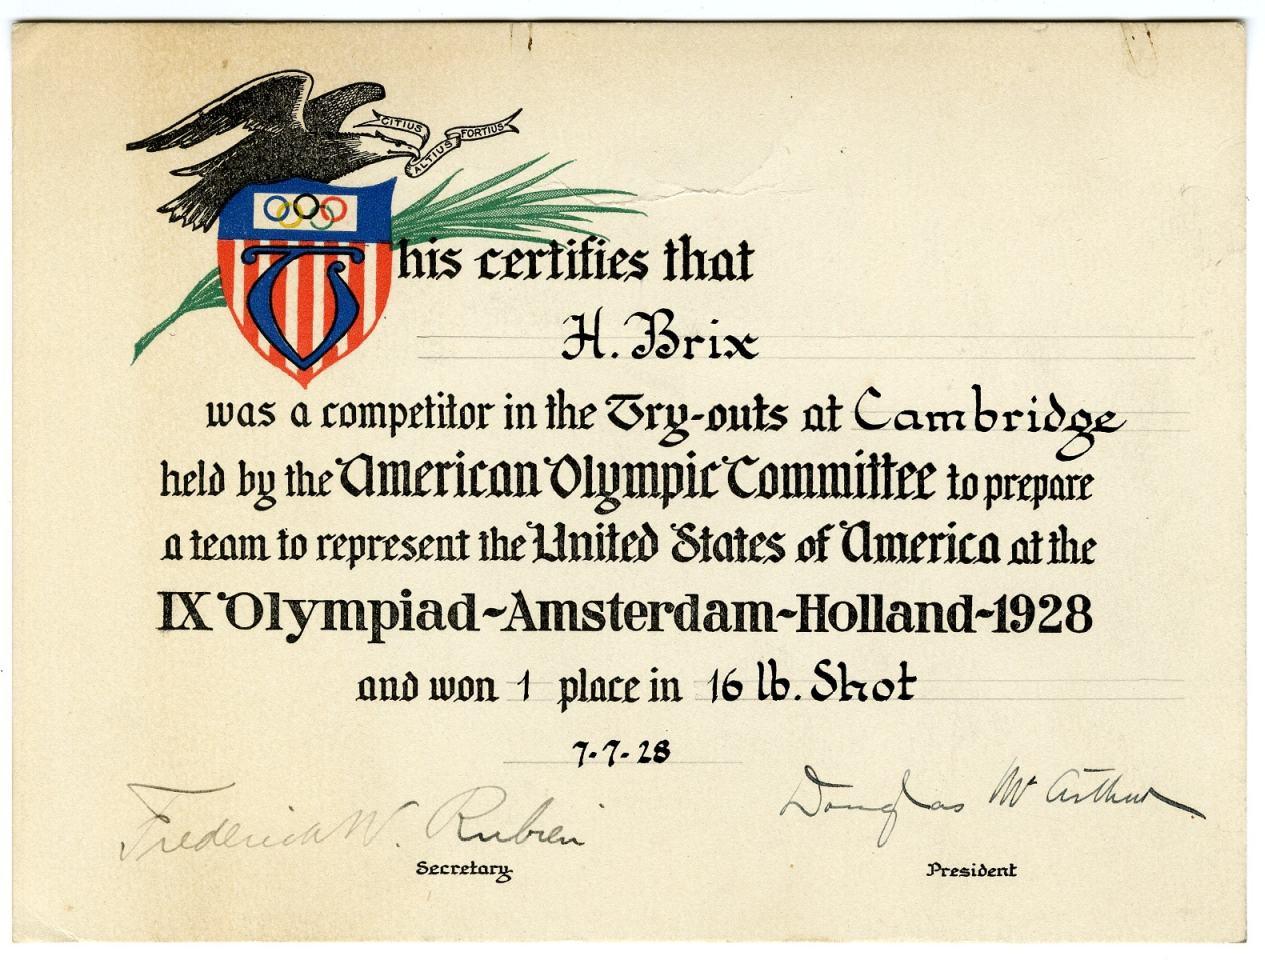 CITIUS
ALTIUS
FORTIUS
This certifies that
H. Brix
was a competitor in the Try-outs at Cambridge
held by the American Olympic Committee to prepare
a team to represent the United States of America at the
IX Olympiad~Amsterdam~Holland~1928
and won 1 place in 16 lb. Shot
7-7-28
Frederick W. Rubien
Douglas McArthur
Secretary
President